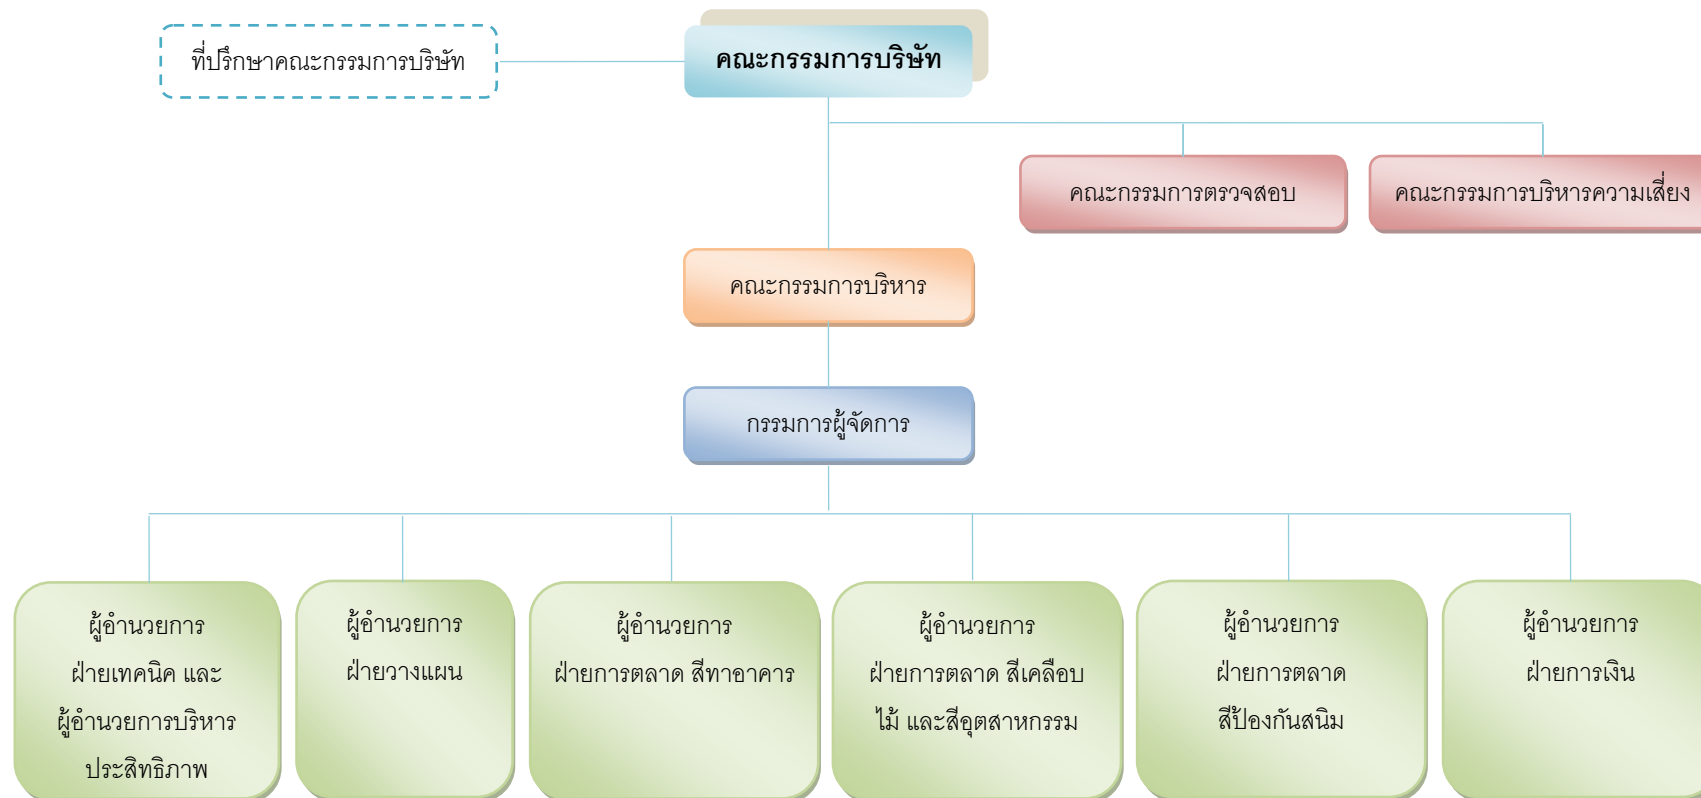 ที่ปรึกษาคณะกรรมการบริษัท
คณะกรรมการบริษัท
คณะกรรมการตรวจสอบ
คณะกรรมการบริหารความเสี่ยง
คณะกรรมการบริหาร
กรรมการผู้จัดการ
ผู้อำนวยการ
ฝ่ายเทคนิค และ
ผู้อำนวยการบริหาร
ประสิทธิภาพ
ผู้อำนวยการ
ฝ่ายวางแผน
ผู้อำนวยการ
ฝ่ายการตลาด สีทาอาคาร
ผู้อำนวยการ
ฝ่ายการตลาด สีเคลือบ
ไม้ และสีอุตสาหกรรม
ผู้อำนวยการ
ฝ่ายการตลาด
สีป้องกันสนิม
ผู้อำนวยการ
ฝ่ายการเงิน